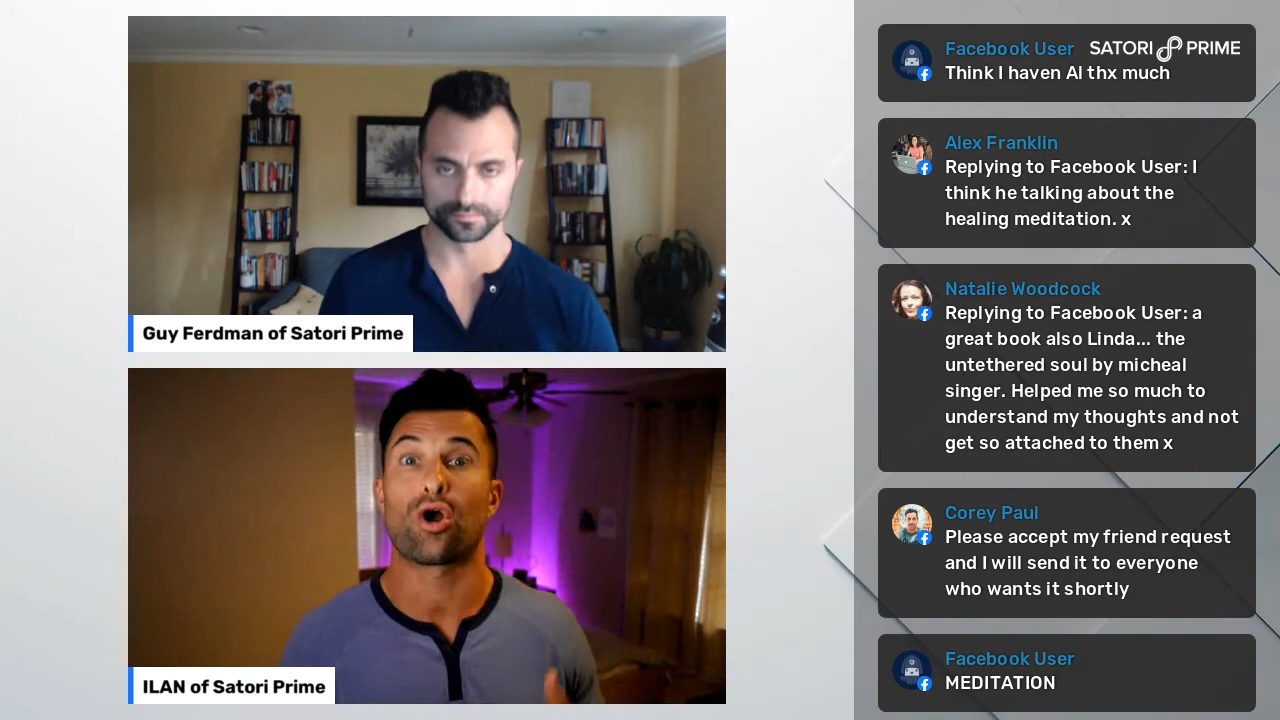 Guy Ferdman of Satori Prime
ILAN of Satori Prime
SATORI PRIME
Facebook User
Think I haven AI thx much
Alex Franklin
Replying to Facebook User: I
think he talking about the
healing meditation. x
Natalie Woodcock
Replying to Facebook User: a
great book also Linda... the
untethered soul by micheal
singer. Helped me so much to
understand my thoughts and not
get so attached to them x
Corey Paul
Please accept my friend request
and I will send it to everyone
who wants it shortly
Facebook User
MEDITATION